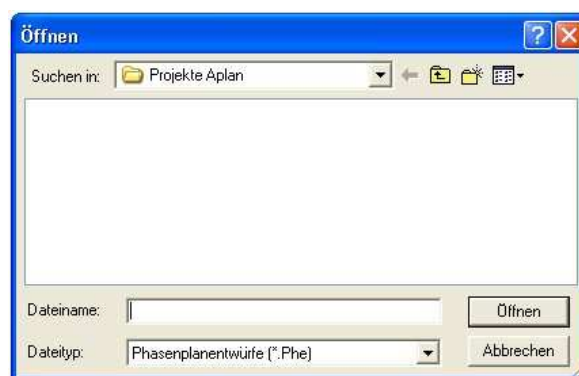 Öffnen
Suchen in: Projekte Aplan
Dateiname: Öffnen
Dateityp: Phasenplanentwürfe (*.Phe) Abbrechen